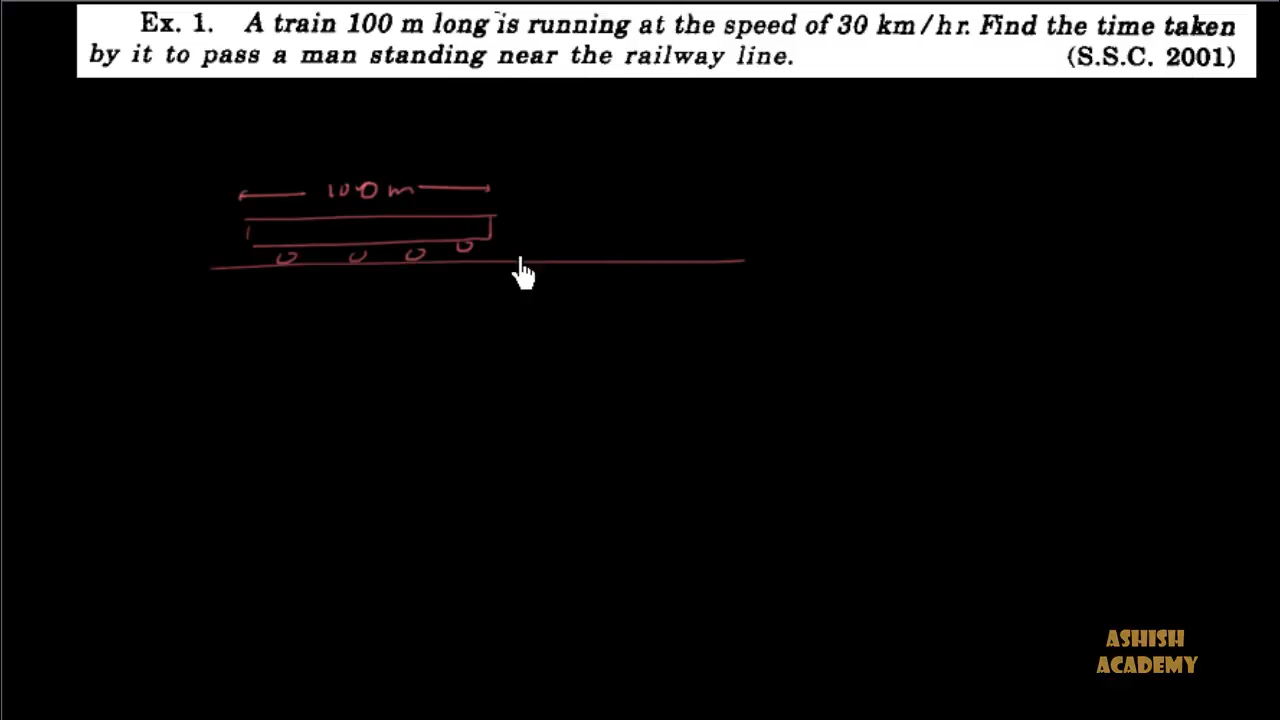 Ex. 1. A train 100 m long is running at the speed of 30 km/hr. Find the time taken
by it to pass a man standing near the railway line. (S.S.C. 2001)
100 m
ASHISH
ACADEMY